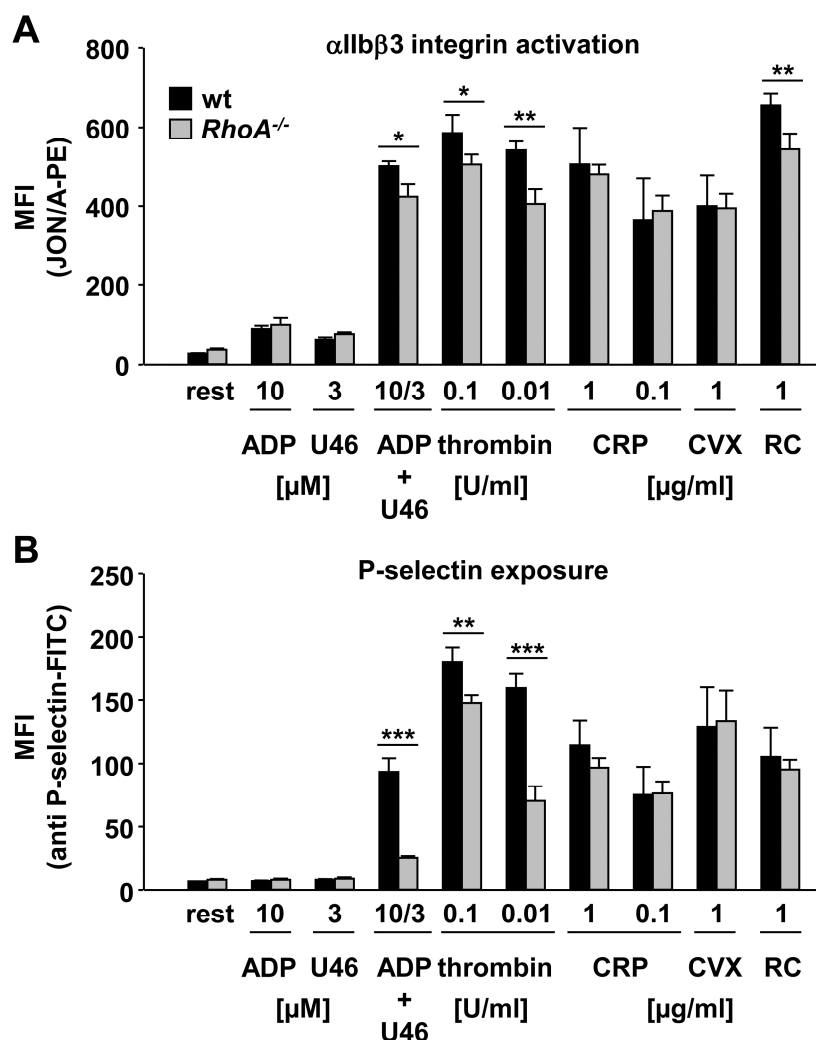 A
αIIbβ3 integrin activation
800
600
400
200
0
MFI
(JON/A-PE)
wt
RhoA-/-
* * ** **
rest 10 3 10/3 0.1 0.01 1 0.1 1 1
ADP U46 ADP thrombin CRP CVX RC
+
U46
[µM] [U/ml] [µg/ml]
B
P-selectin exposure
250
200
150
100
50
0
MFI
(anti P-selectin-FITC)
*** ** ***
rest 10 3 10/3 0.1 0.01 1 0.1 1 1
ADP U46 ADP thrombin CRP CVX RC
+
U46
[µM] [U/ml] [µg/ml]